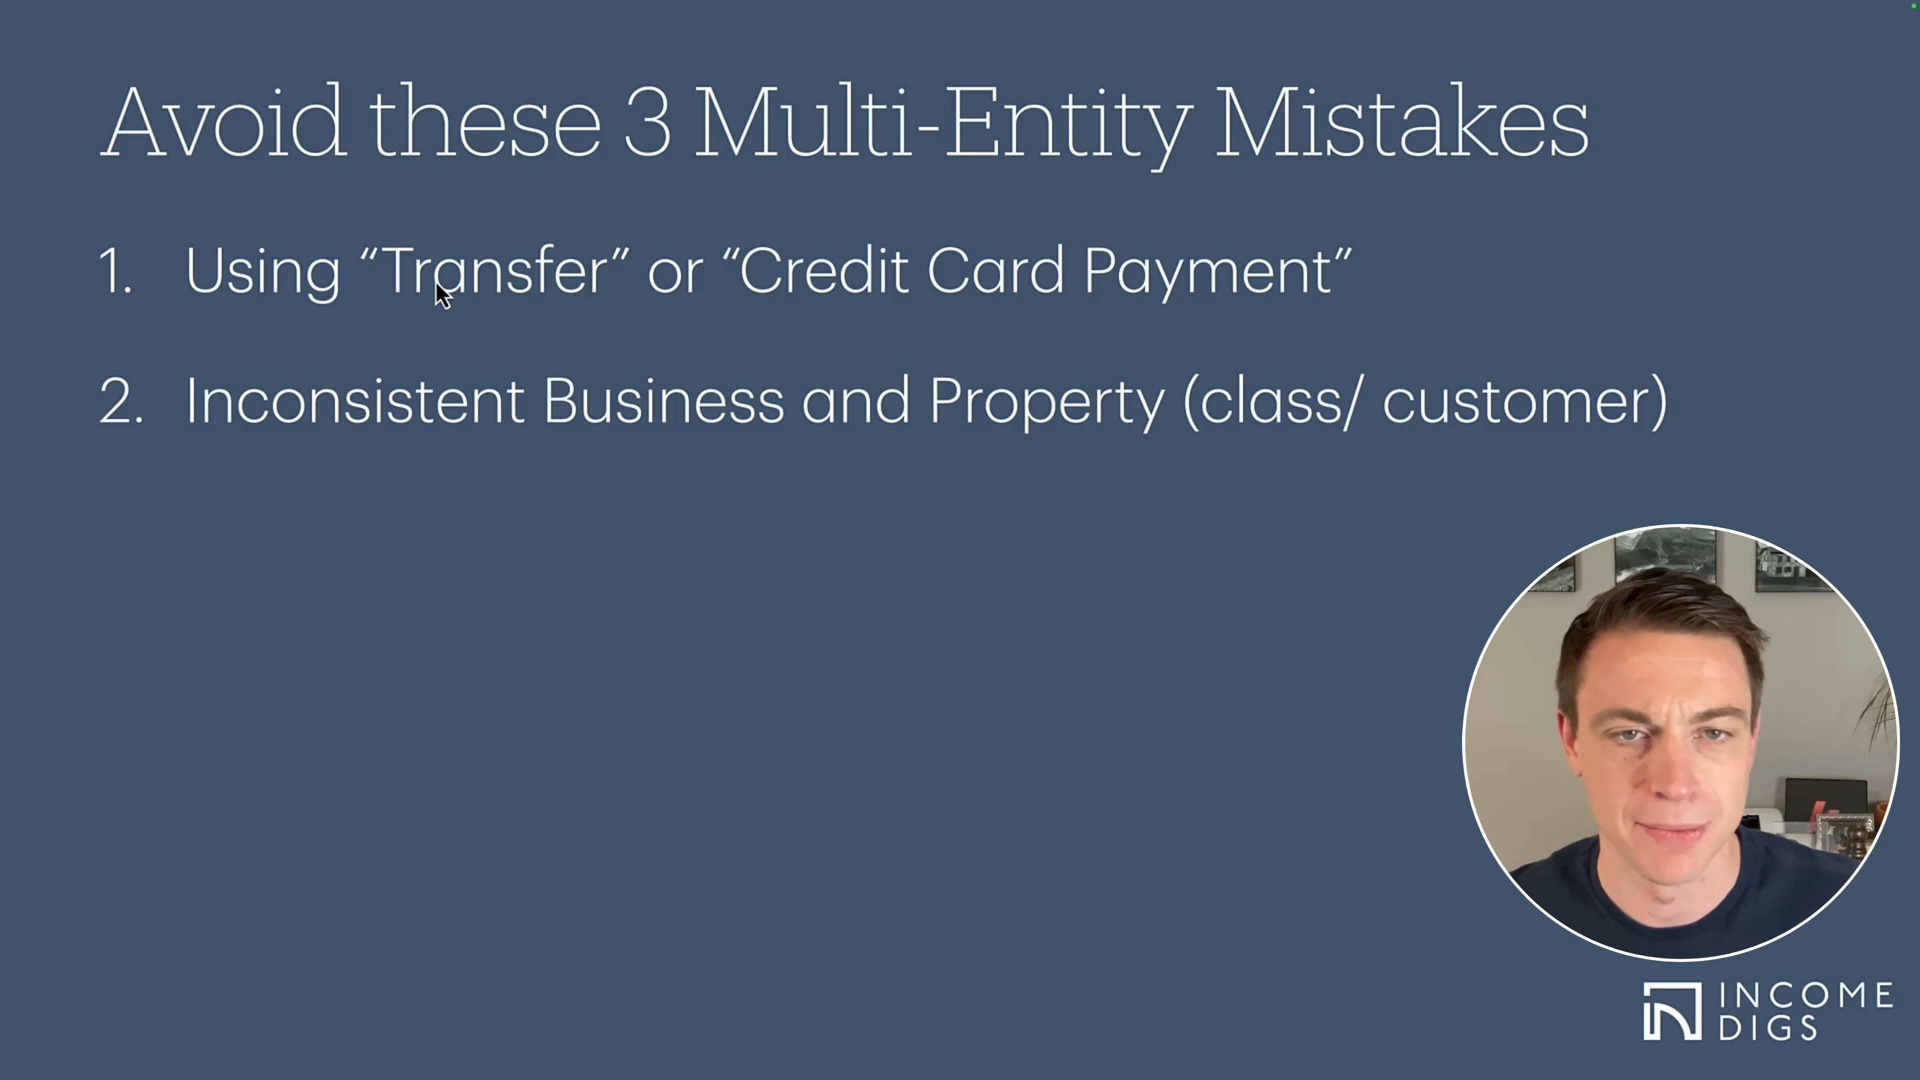 Avoid these 3 Multi-Entity Mistakes
1. Using “Transfer” or “Credit Card Payment”
2. Inconsistent Business and Property (class/ customer)
INCOME
DIGS